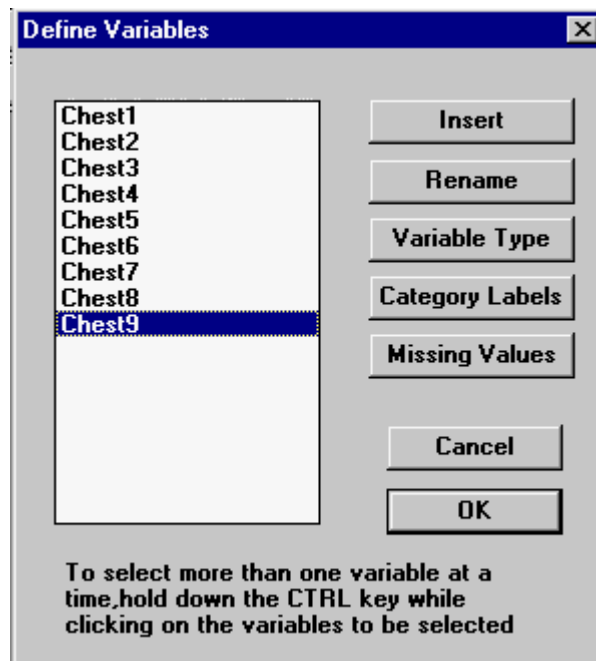 Define Variables
Chest1
Chest2
Chest3
Chest4
Chest5
Chest6
Chest7
Chest8
Chest9
Insert
Rename
Variable Type
Category Labels
Missing Values
Cancel
OK
To select more than one variable at a
time,hold down the CTRL key while
clicking on the variables to be selected